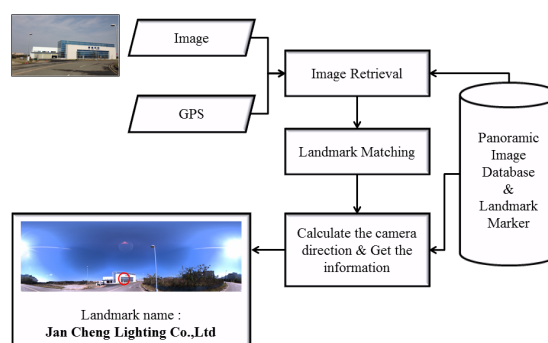 Image
GPS
Image Retrieval
Landmark Matching
Calculate the camera
direction & Get the
information
Panoramic
Image
Database
&
Landmark
Marker
Landmark name :
Jan Cheng Lighting Co.,Ltd